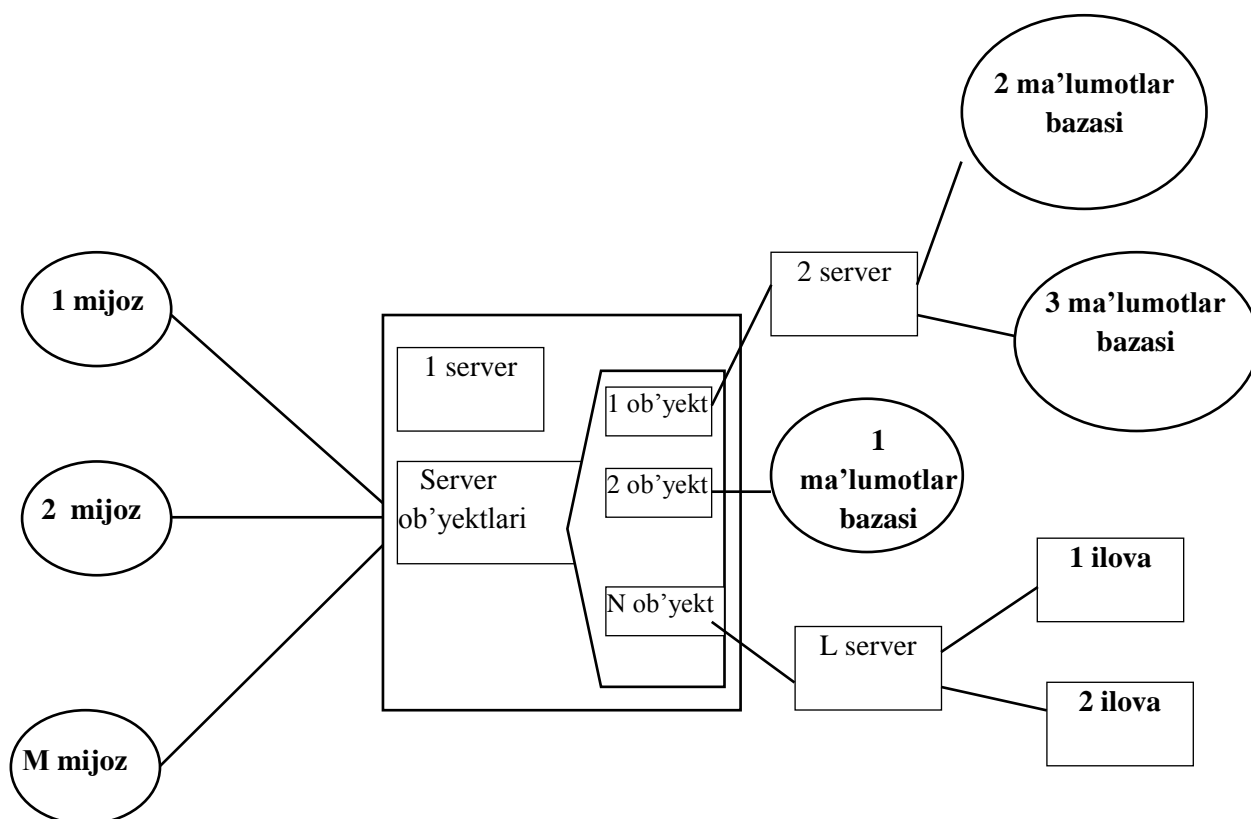 2 ma’lumotlar
bazasi
2 server
3 ma’lumotlar
bazasi
1 mijoz
1 server
1 ob’yekt
1
ma’lumotlar
bazasi
Server
ob’yektlari
2 ob’yekt
2 mijoz
1 ilova
N ob’yekt
L server
2 ilova
M mijoz